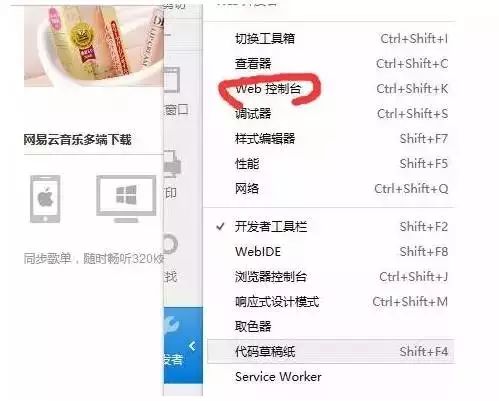 LIPCREAM
网易云音乐多端下载
同步歌单，随时畅听320k
窗口
印
找
发者
切换工具箱 Ctrl+Shift+I
查看器 Ctrl+Shift+C
Web 控制台 Ctrl+Shift+K
调试器 Ctrl+Shift+S
样式编辑器 Shift+F7
性能 Shift+F5
网络 Ctrl+Shift+Q
开发者工具栏 Shift+F2
WebIDE Shift+F8
浏览器控制台 Ctrl+Shift+J
响应式设计模式 Ctrl+Shift+M
取色器
代码草稿纸 Shift+F4
Service Worker